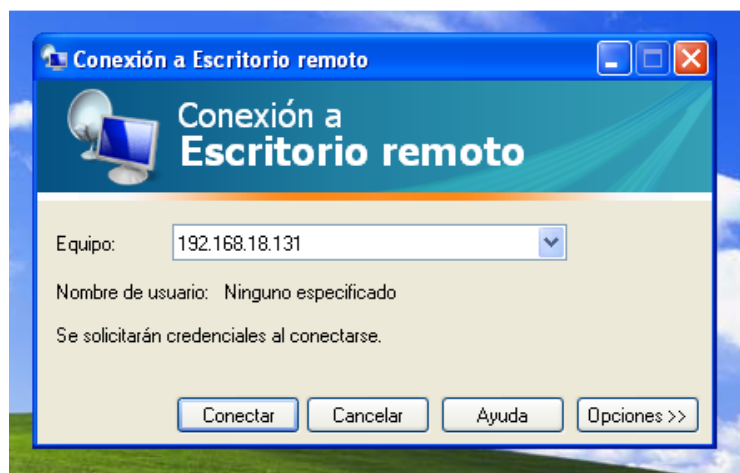 Conexión a Escritorio remoto
Conexión a
Escritorio remoto
Equipo: 192.168.18.131
Nombre de usuario: Ninguno especificado
Se solicitarán credenciales al conectarse.
Conectar Cancelar Ayuda Opciones >>